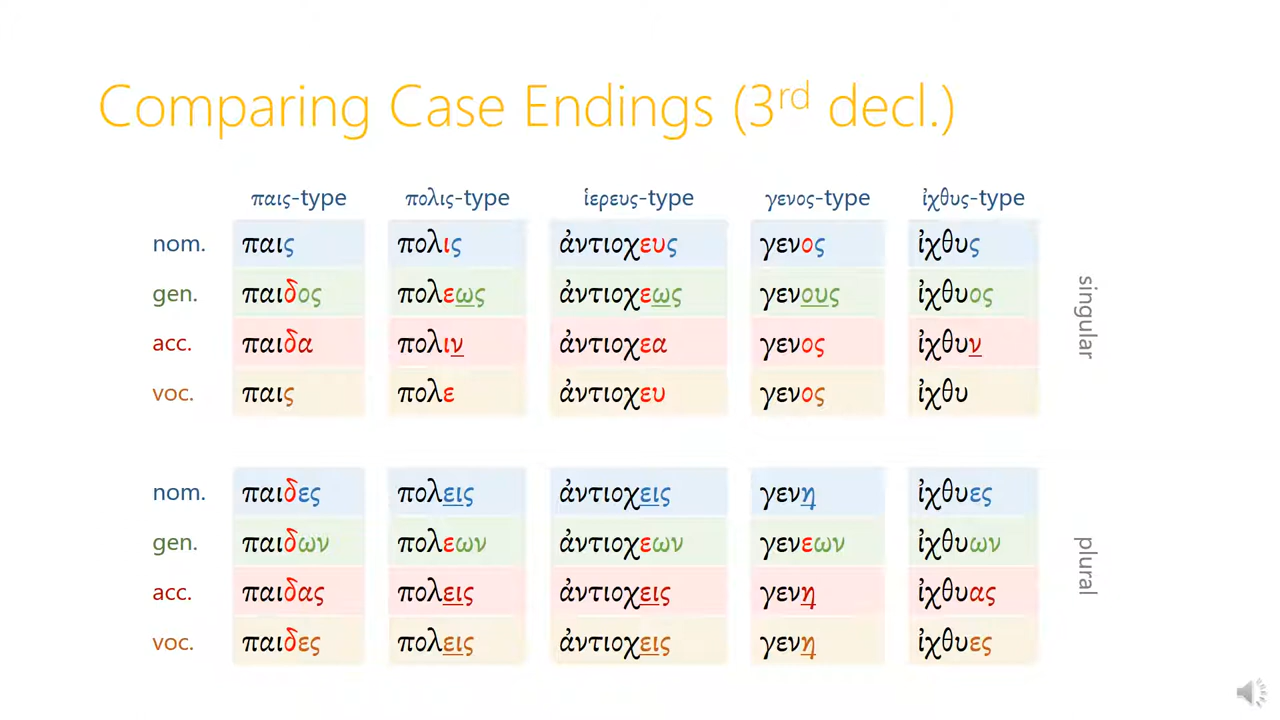 Comparing Case Endings (3rd decl.)
παις-type πολις-type ἱερευς-type γενος-type ἰχθυς-type
nom. παις πολις ἀντιοχευς γενος ἰχθυς
gen. παιδος πολεως ἀντιοχεως γενους ἰχθυος
acc. παιδα πολιν ἀντιοχεα γενος ἰχθυν
voc. παις πολε ἀντιοχευ γενος ἰχθυ
singular
nom. παιδες πολεις ἀντιοχεις γενη ἰχθυες
gen. παιδων πολεων ἀντιοχεων γενεων ἰχθυων
acc. παιδας πολεις ἀντιοχεις γενη ἰχθυας
voc. παιδες πολεις ἀντιοχεις γενη ἰχθυες
plural